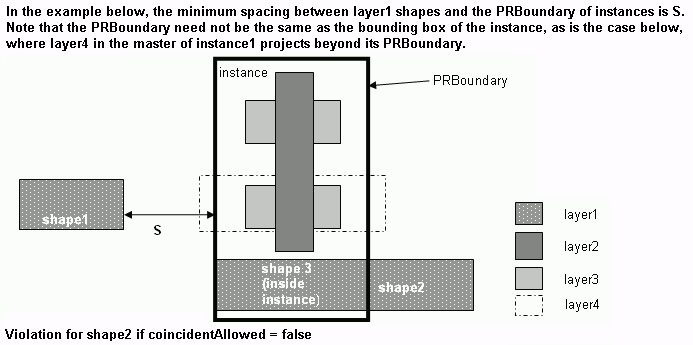 In the example below, the minimum spacing between layer1 shapes and the PRBoundary of instances is S.
Note that the PRBoundary need not be the same as the bounding box of the instance, as is the case below,
where layer4 in the master of instance1 projects beyond its PRBoundary.
instance
PRBoundary
shape1
S
shape 3
(inside
instance)
shape2
layer1
layer2
layer3
layer4
Violation for shape2 if coincidentAllowed = false